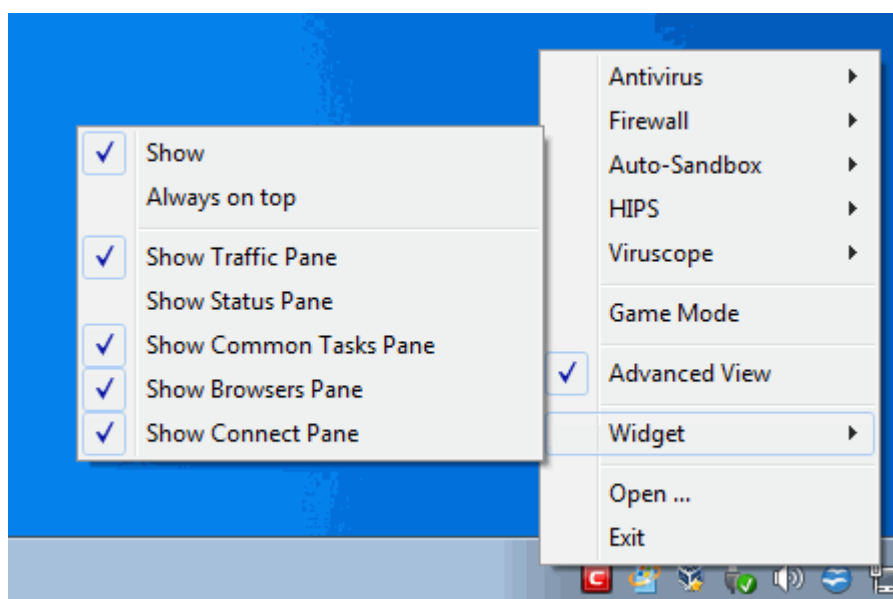 Antivirus
Firewall
Auto-Sandbox
HIPS
Viruscope
Game Mode
Advanced View
Widget
Open ...
Exit
Show
Always on top
Show Traffic Pane
Show Status Pane
Show Common Tasks Pane
Show Browsers Pane
Show Connect Pane
C